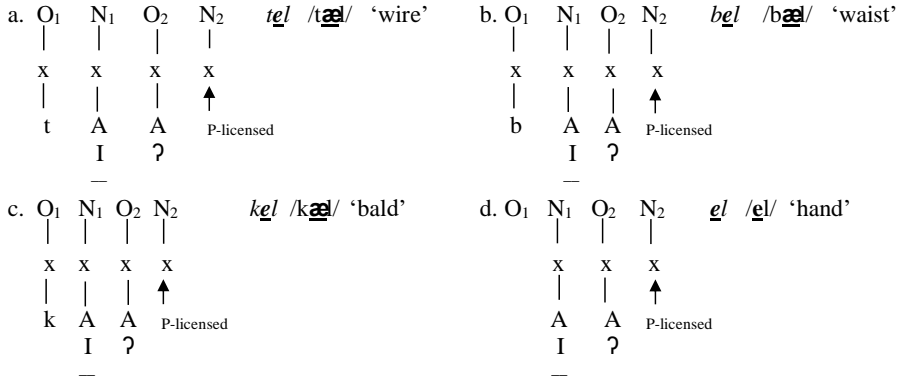 a. O₁ N₁ O₂ N₂ tel /tæl/ ‘wire’ b. O₁ N₁ O₂ N₂ bel /bæl/ ‘waist’
x x x x x x x x
t A A P-licensed b A A P-licensed
I ʔ I ʔ
c. O₁ N₁ O₂ N₂ kel /kæl/ ‘bald’ d. O₁ N₁ O₂ N₂ el /el/ ‘hand’
x x x x x x x
k A A P-licensed A A P-licensed
I ʔ I ʔ